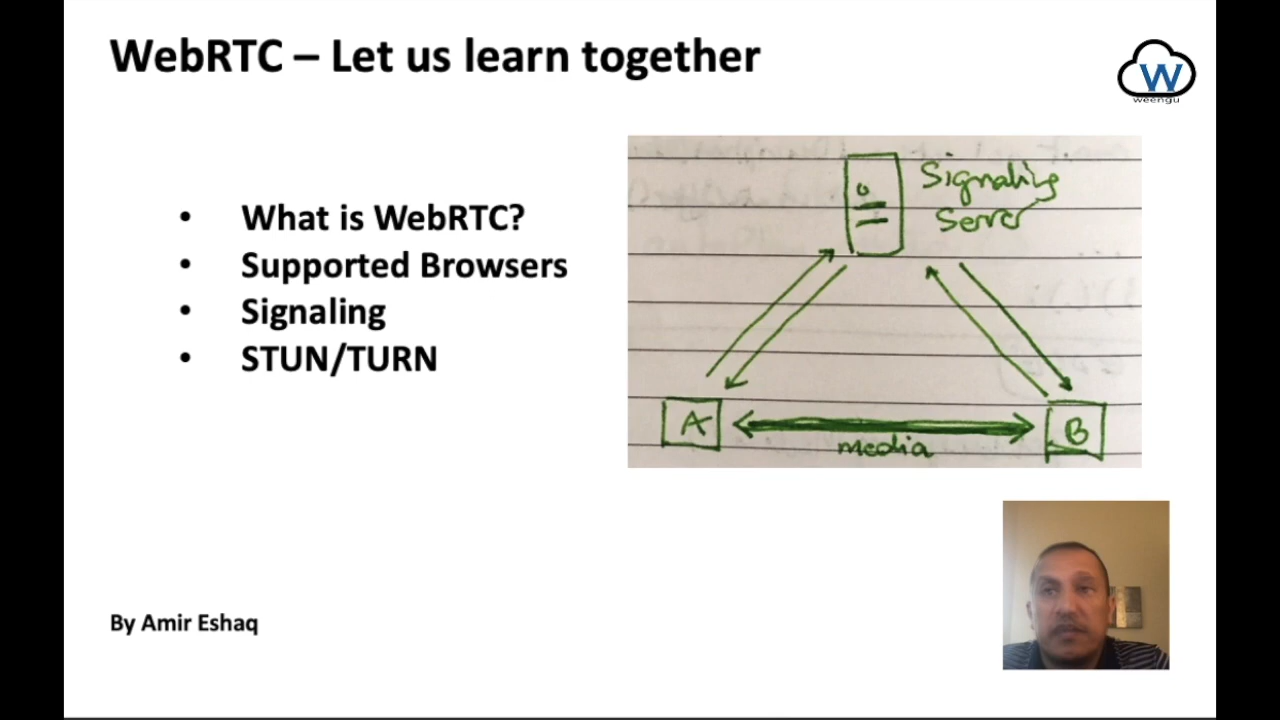 WebRTC – Let us learn together
W
weengu
• What is WebRTC?
• Supported Browsers
• Signaling
• STUN/TURN
Signaling
Server
A
B
media
By Amir Eshaq